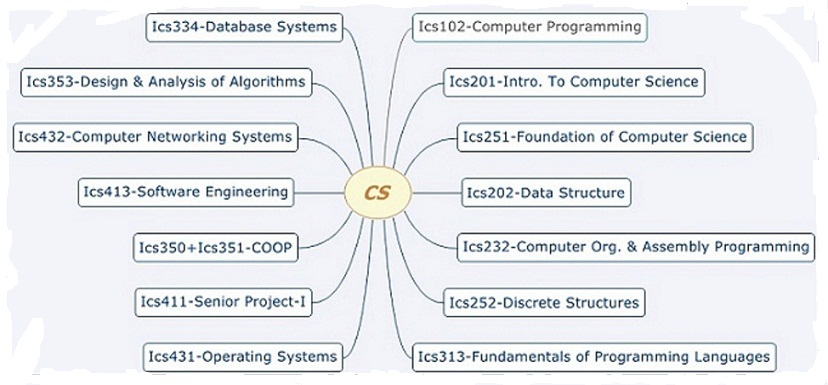 Ics334-Database Systems
Ics102-Computer Programming
Ics353-Design & Analysis of Algorithms
Ics201-Intro. To Computer Science
Ics432-Computer Networking Systems
Ics251-Foundation of Computer Science
Ics413-Software Engineering
CS
Ics202-Data Structure
Ics350+Ics351-COOP
Ics232-Computer Org. & Assembly Programming
Ics411-Senior Project-I
Ics252-Discrete Structures
Ics431-Operating Systems
Ics313-Fundamentals of Programming Languages